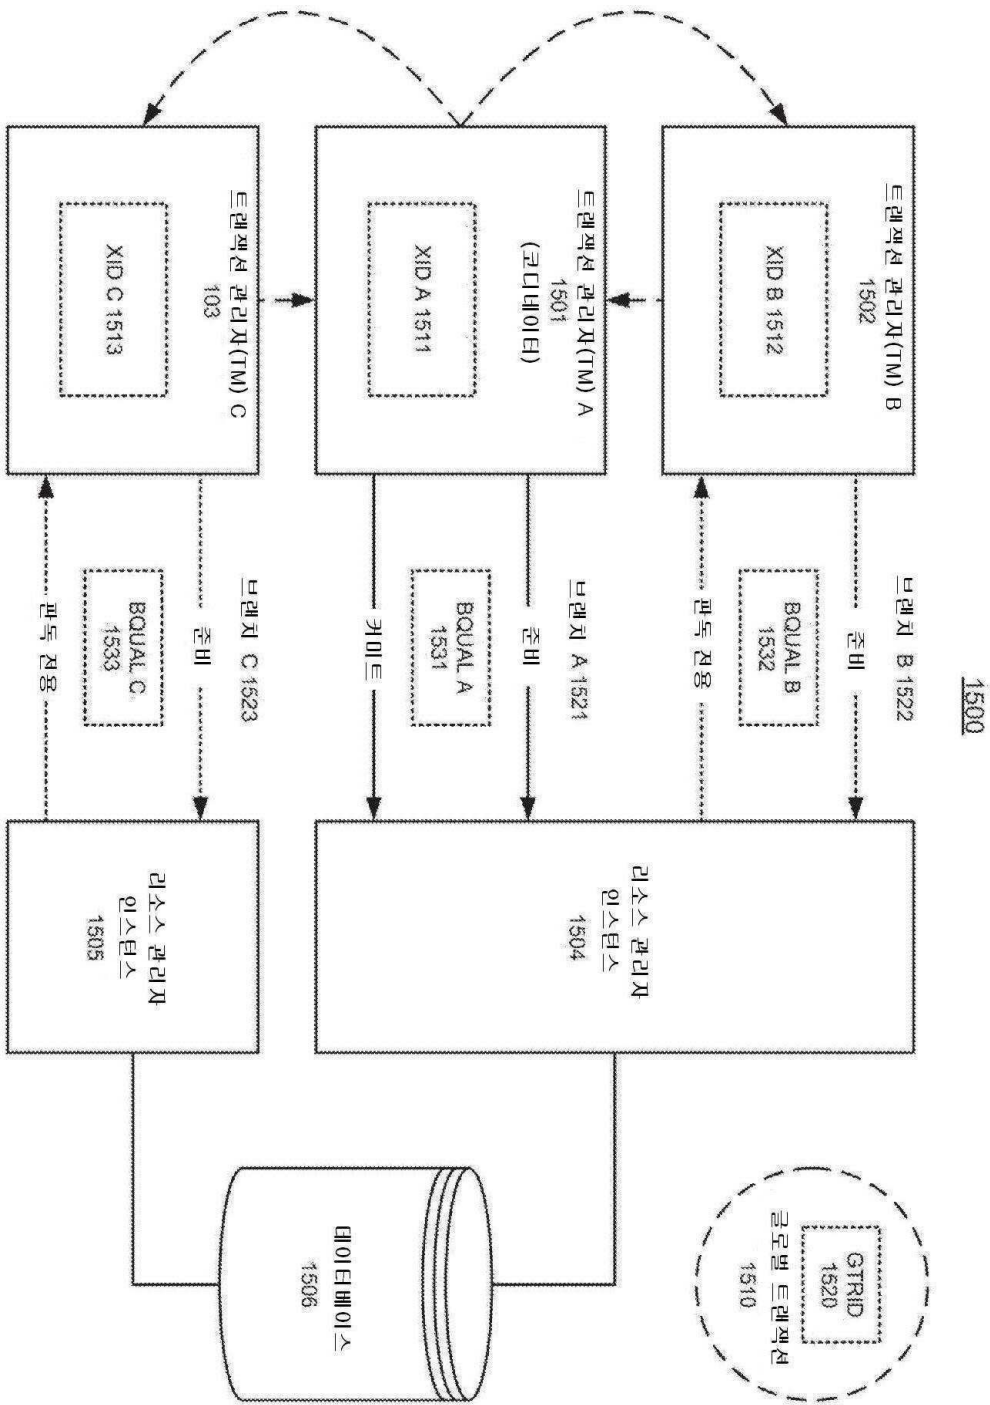 1500
트랜잭션 관리자(TM) B
1502
XID B 1512
브랜치 B 1522
준비
BQUAL B
1532
판독 전용
트랜잭션 관리자(TM) A
1501
(코디네이터)
XID A 1511
브랜치 A 1521
준비
BQUAL A
1531
커미트
트랜잭션 관리자(TM) C
103
XID C 1513
브랜치 C 1523
준비
BQUAL C
1533
판독 전용
리소스 관리자
인스턴스
1504
리소스 관리자
인스턴스
1505
GTRID
1520
글로벌 트랜잭션
1510
데이터베이스
1506